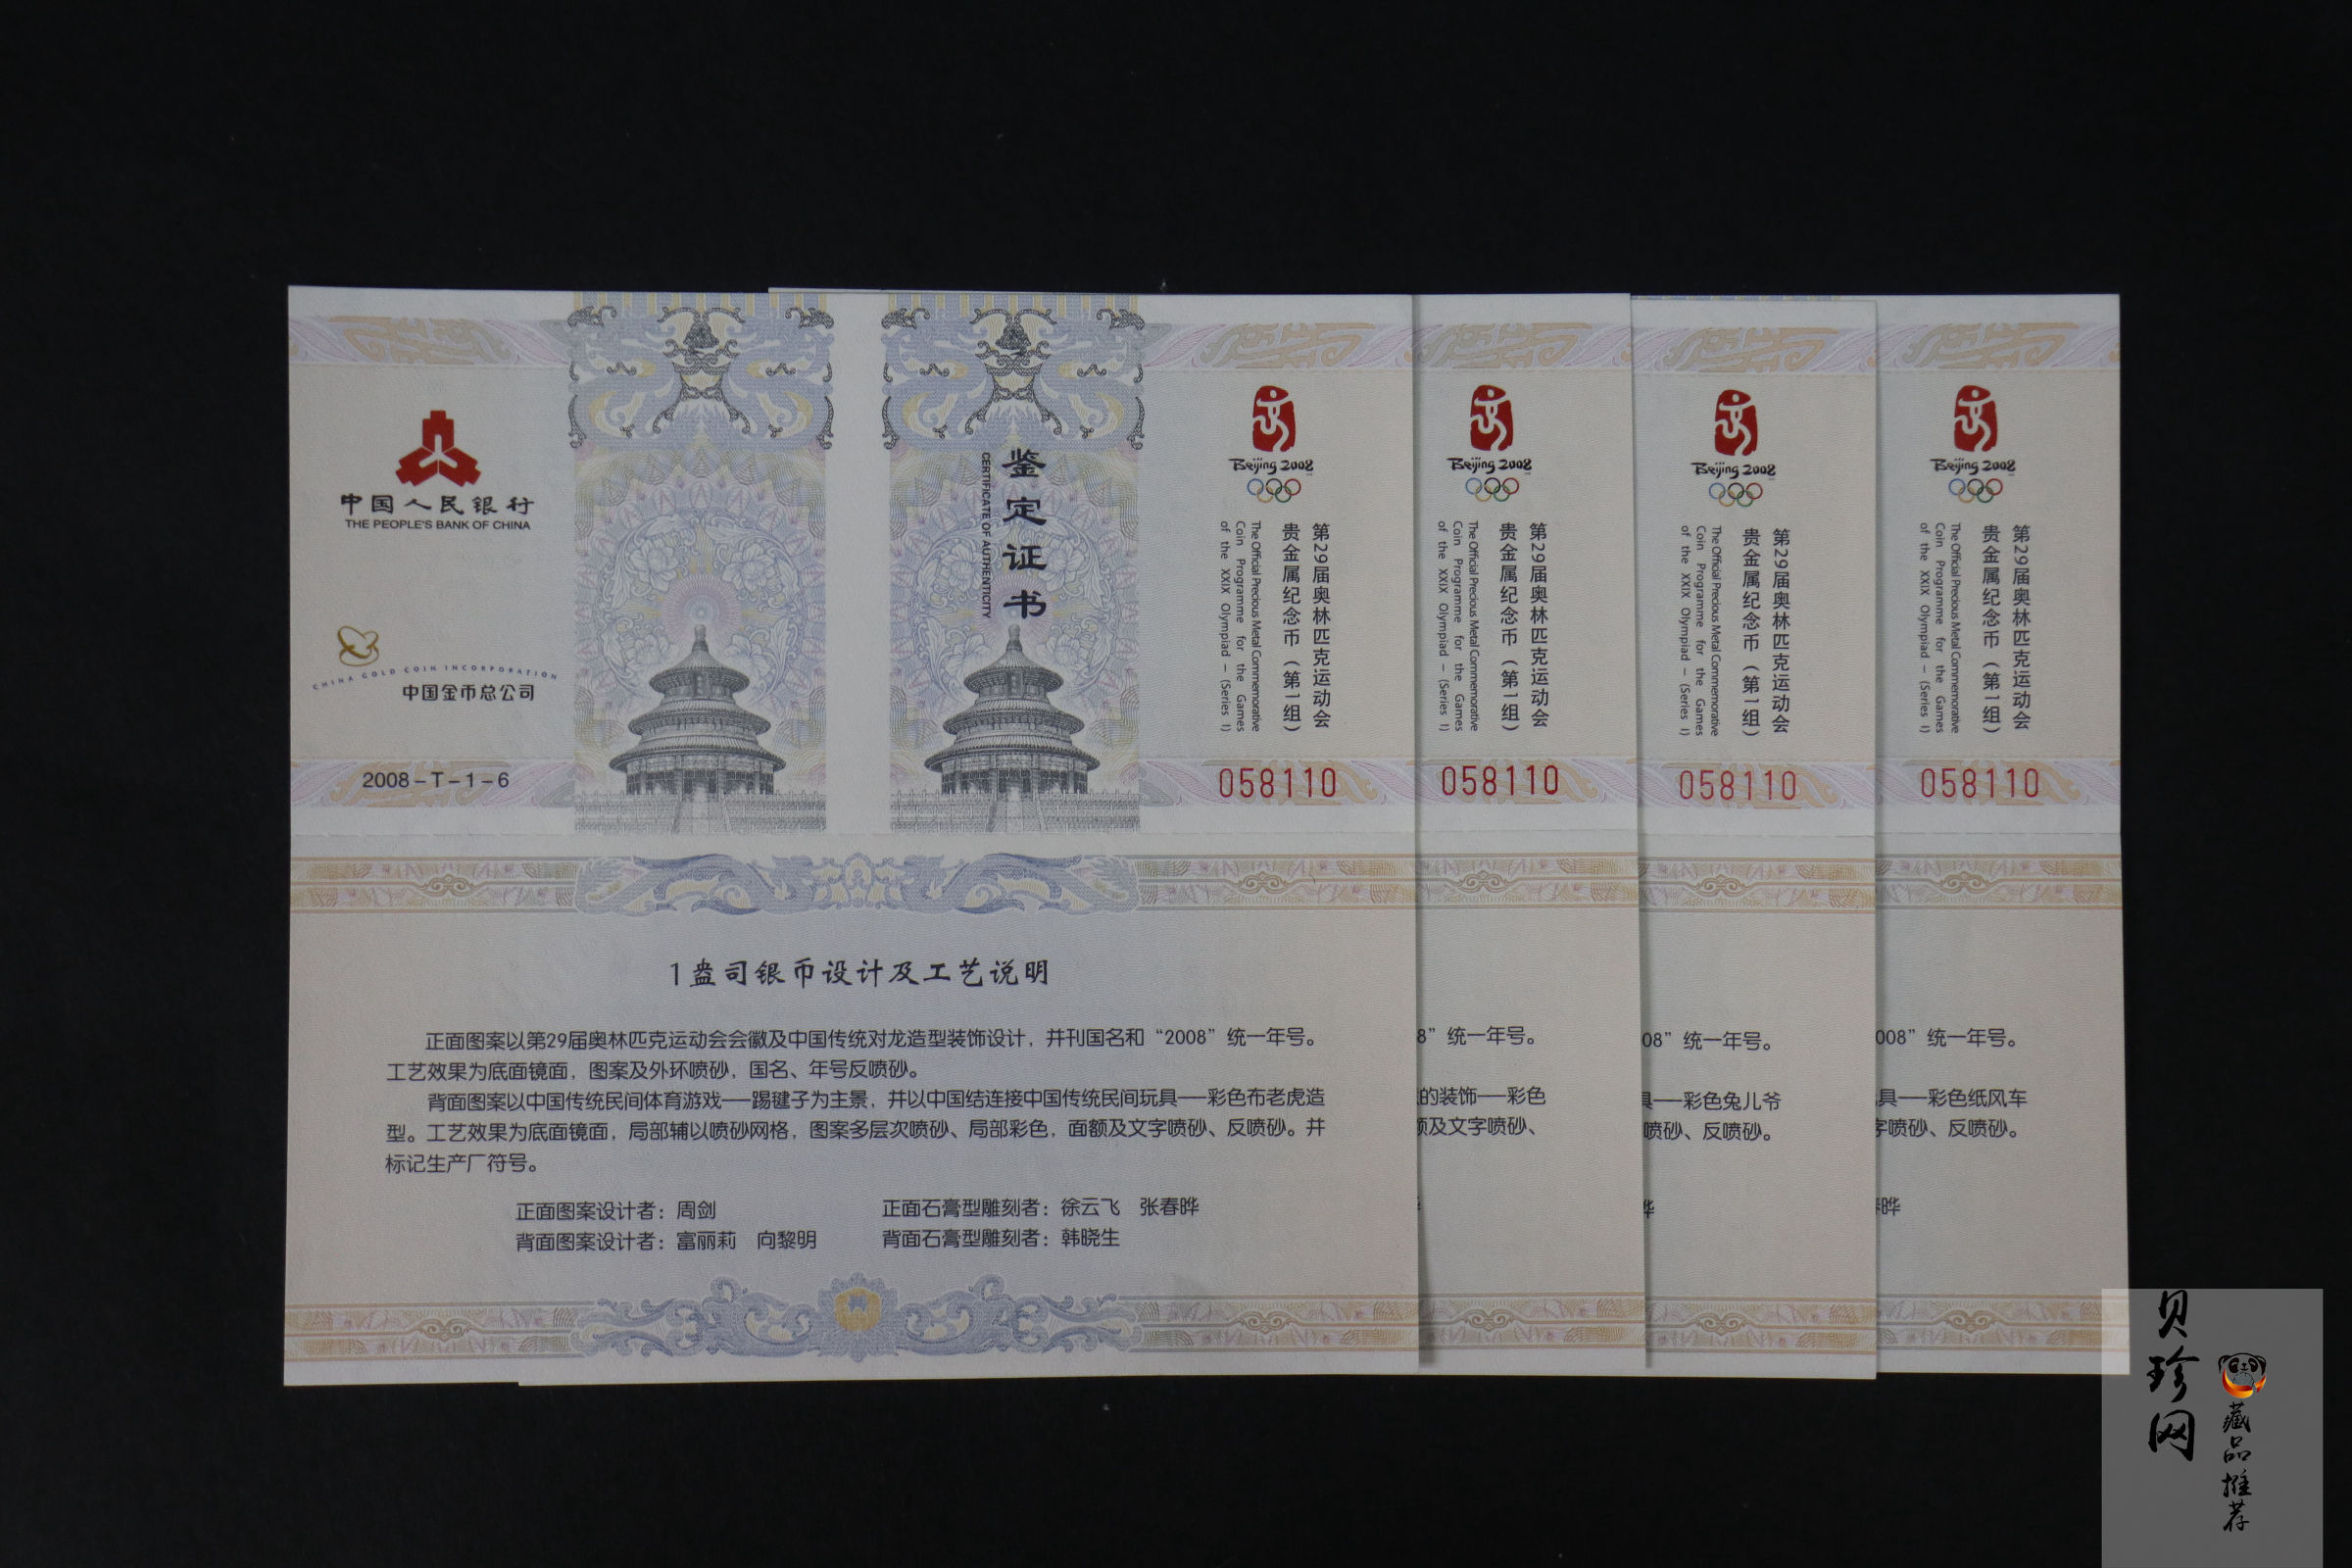 中国人民银行
THE PEOPLE'S BANK OF CHINA
CHINA GOLD COIN INCORPORATION
中国金币总公司
2008-T-1-6
鉴定证书
CERTIFICATE OF AUTHENTICITY
Beijing 2008
第29届奥林匹克运动会
贵金属纪念币（第1组）
The Official Precious Metal Commemorative
Coin Programme for the Games
of the XXIX Olympiad – (Series I)
058110
Beijing 2008
第29届奥林匹克运动会
贵金属纪念币（第1组）
The Official Precious Metal Commemorative
Coin Programme for the Games
of the XXIX Olympiad – (Series I)
058110
Beijing 2008
第29届奥林匹克运动会
贵金属纪念币（第1组）
The Official Precious Metal Commemorative
Coin Programme for the Games
of the XXIX Olympiad – (Series I)
058110
Beijing 2008
第29届奥林匹克运动会
贵金属纪念币（第1组）
The Official Precious Metal Commemorative
Coin Programme for the Games
of the XXIX Olympiad – (Series I)
058110
1盎司银币设计及工艺说明
正面图案以第29届奥林匹克运动会会徽及中国传统对龙造型装饰设计，并刊国名和“2008”统一年号。
工艺效果为底面镜面，图案及外环喷砂，国名、年号反喷砂。
背面图案以中国传统民间体育游戏——踢毽子为主景，并以中国结连接中国传统民间玩具——彩色布老虎造
型。工艺效果为底面镜面，局部辅以喷砂网格，图案多层次喷砂、局部彩色，面额及文字喷砂、反喷砂。并
标记生产厂符号。
正面图案设计者：周剑 正面石膏型雕刻者：徐云飞 张春晔
背面图案设计者：富丽莉 向黎明 背面石膏型雕刻者：韩晓生
8”统一年号。
的装饰——彩色
及文字喷砂、
08”统一年号。
具——彩色兔儿爷
喷砂、反喷砂。
008”统一年号。
具——彩色纸风车
字喷砂、反喷砂。
晔
贝珍网
藏品推荐